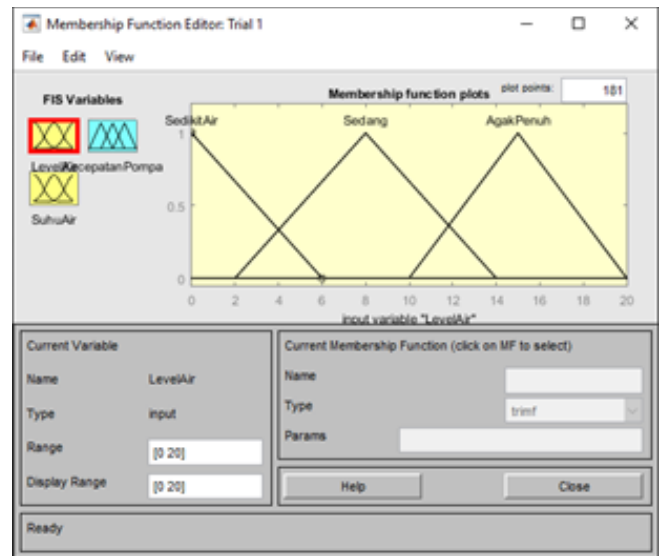 Membership Function Editor: Trial 1
File Edit View
FIS Variables
LevelAir KecepatanPompa
SuhuAir
Membership function plots
plot points: 181
SedikitAir Sedang AgakPenuh
1
0.5
0
0 2 4 6 8 10 12 14 16 18 20
input variable "LevelAir"
Current Variable
Name LevelAir
Type input
Range [0 20]
Display Range [0 20]
Current Membership Function (click on MF to select)
Name
Type trimf
Params
Help Close
Ready